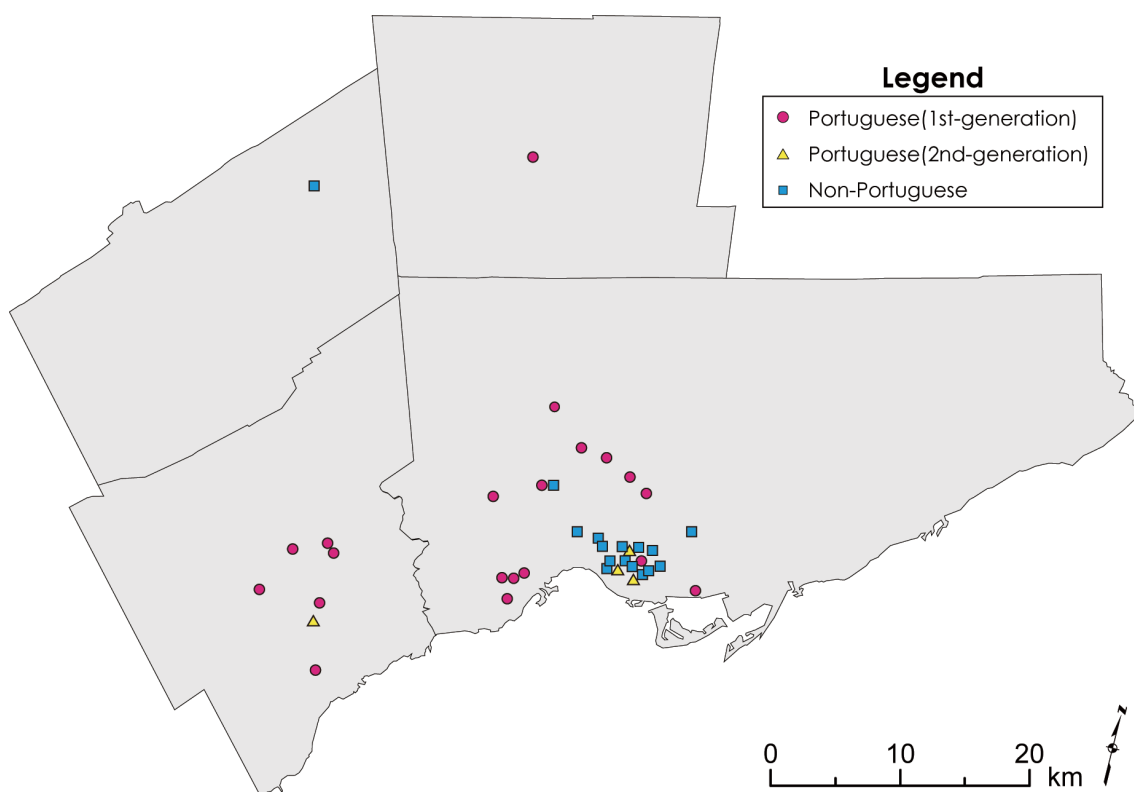 Legend
Portuguese(1st-generation)
Portuguese(2nd-generation)
Non-Portuguese
N
0 10 20
km